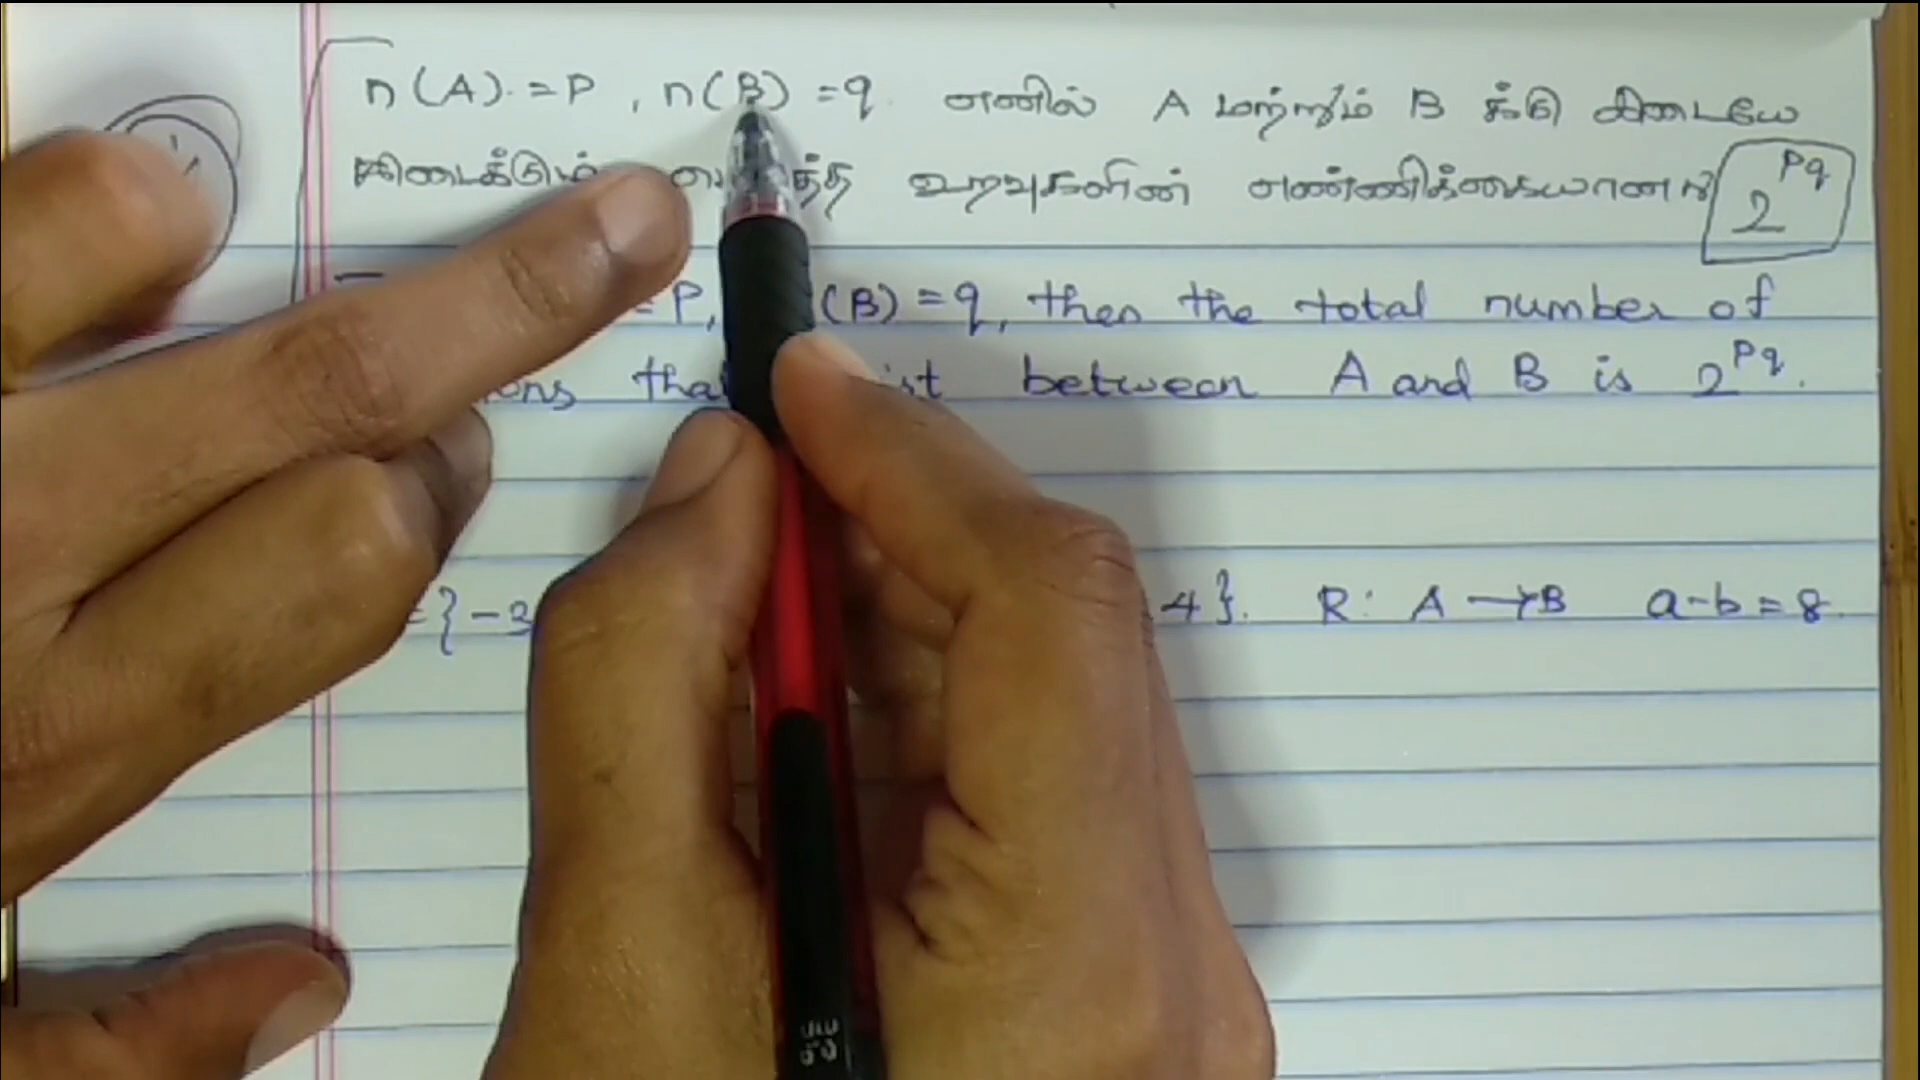 n(A) = P , n(B) = q எனில் A மற்றும் B க்கு இடையே
கிடைக்கும் உறவுகளின் எண்ணிக்கையானது 2^pq
= P, (B) = q, then the total number of
between A and B is 2^pq.
= {-3 4}. R: A → B a-b = 8